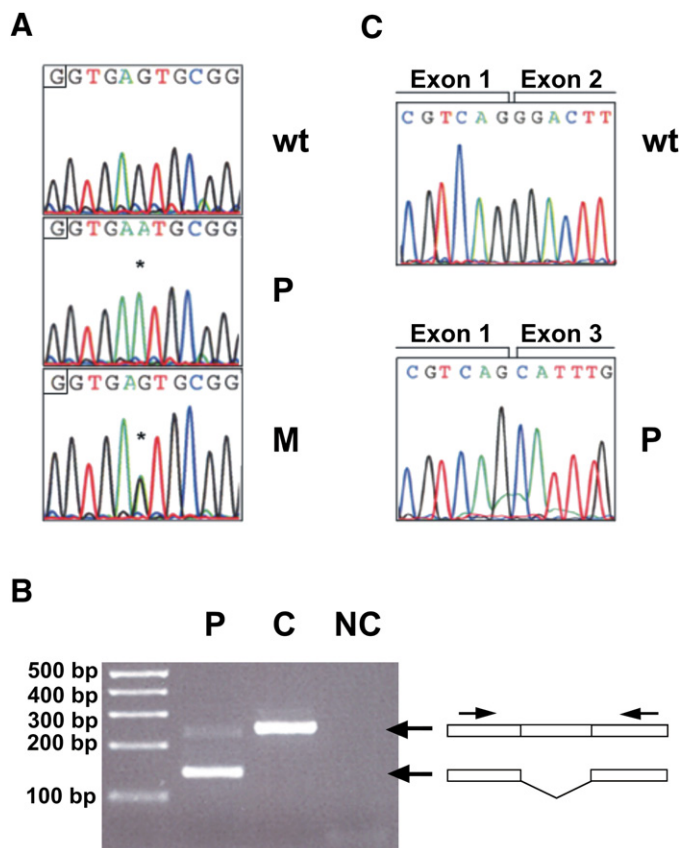 A
GGTGAGTGCGG
wt
GGTGAATGCGG
*
P
GGTGAGTGCGG
*
M
C
Exon 1 Exon 2
CGTCAGGGACTT
wt
Exon 1 Exon 3
CGTCAGCATTTG
P
B
P C NC
500 bp
400 bp
300 bp
200 bp
100 bp